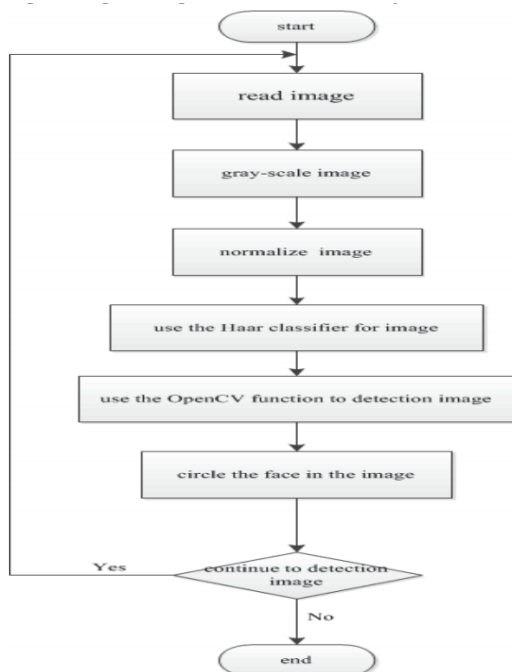 start
read image
gray-scale image
normalize image
use the Haar classifier for image
use the OpenCV function to detection image
circle the face in the image
continue to detection
image
Yes
No
end